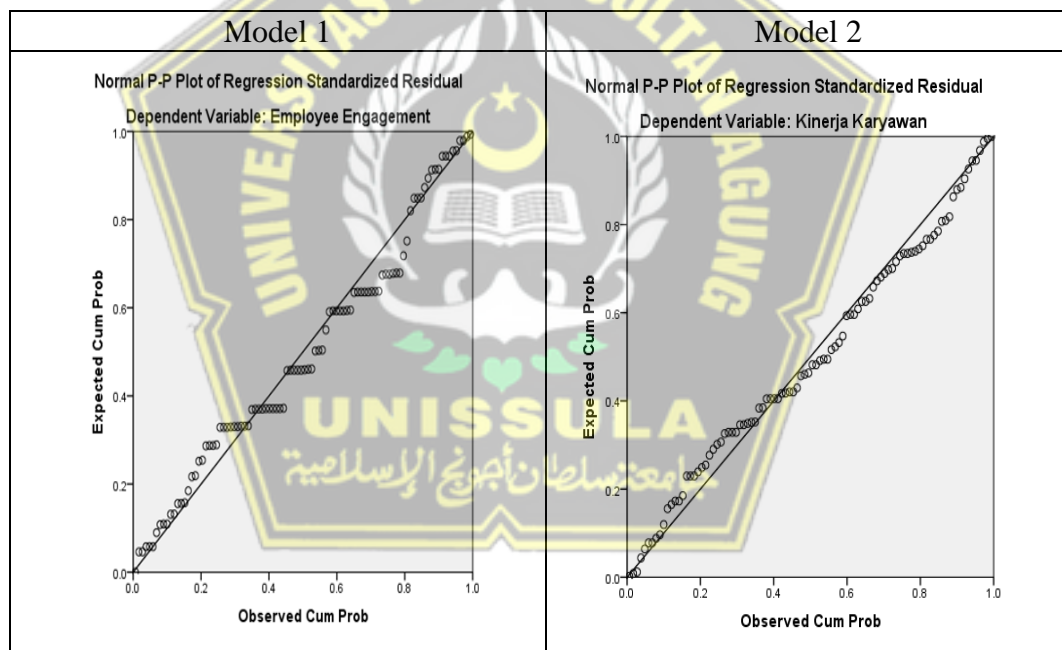 Model 1
Model 2
Normal P-P Plot of Regression Standardized Residual
Dependent Variable: Employee Engagement
Normal P-P Plot of Regression Standardized Residual
Dependent Variable: Kinerja Karyawan
Expected Cum Prob
1.0
0.8
0.6
0.4
0.2
0.0
0.0 0.2 0.4 0.6 0.8 1.0
Observed Cum Prob
Expected Cum Prob
1.0
0.8
0.6
0.4
0.2
0.0
0.0 0.2 0.4 0.6 0.8 1.0
Observed Cum Prob
UNIVERSITAS
SULTAN AGUNG
UNISSULA
جامعة سلطان أجونج الإسلامية